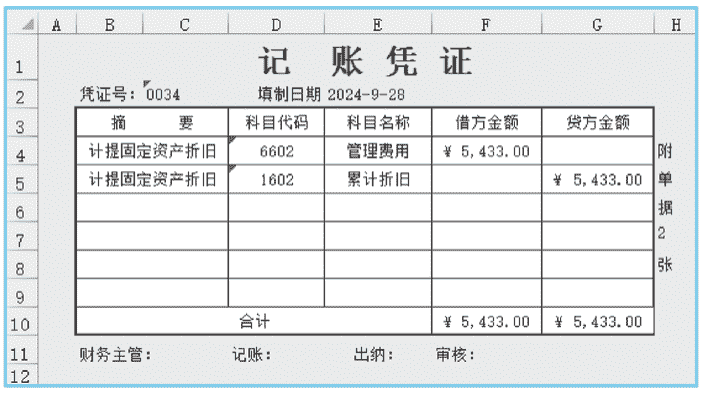 A B C D E F G H
1 记 账 凭 证
2 凭证号: 0034 填制日期 2024-9-28
3 摘 要 科目代码 科目名称 借方金额 贷方金额
4 计提固定资产折旧 6602 管理费用 ¥ 5,433.00 附
5 计提固定资产折旧 1602 累计折旧 ¥ 5,433.00 单
6 据
7 2
8 张
9
10 合计 ¥ 5,433.00 ¥ 5,433.00
11 财务主管: 记账: 出纳: 审核:
12